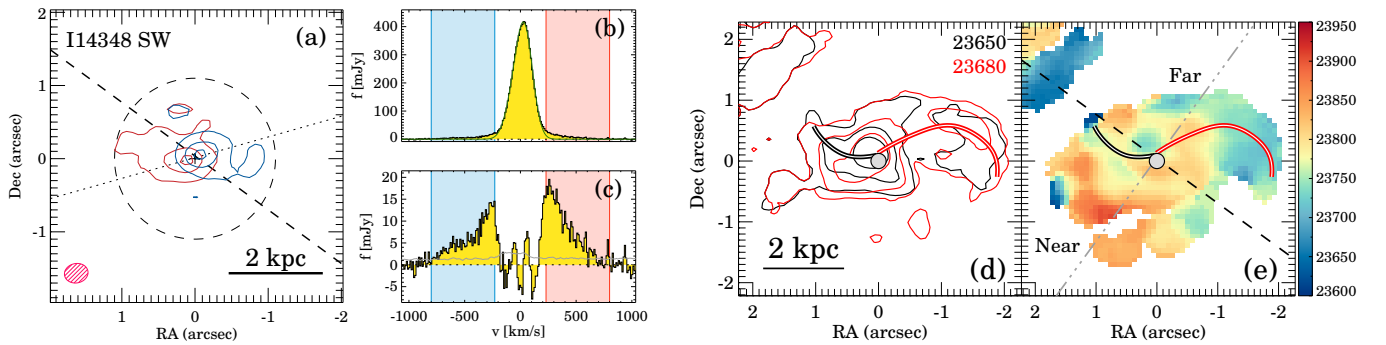 I14348 SW
(a)
Dec (arcsec)
2
1
0
-1
2 kpc
1
0
-1
-2
RA (arcsec)
(b)
f [mJy]
400
300
200
100
0
(c)
f [mJy]
20
15
10
5
0
-5
-1000
-500
0
500
1000
v [km/s]
23650
23680
Dec (arcsec)
2
1
0
-1
-2
2 kpc
(d)
2
1
0
-1
-2
RA (arcsec)
Far
Near
(e)
2
1
0
-1
-2
RA (arcsec)
23950
23900
23850
23800
23750
23700
23650
23600